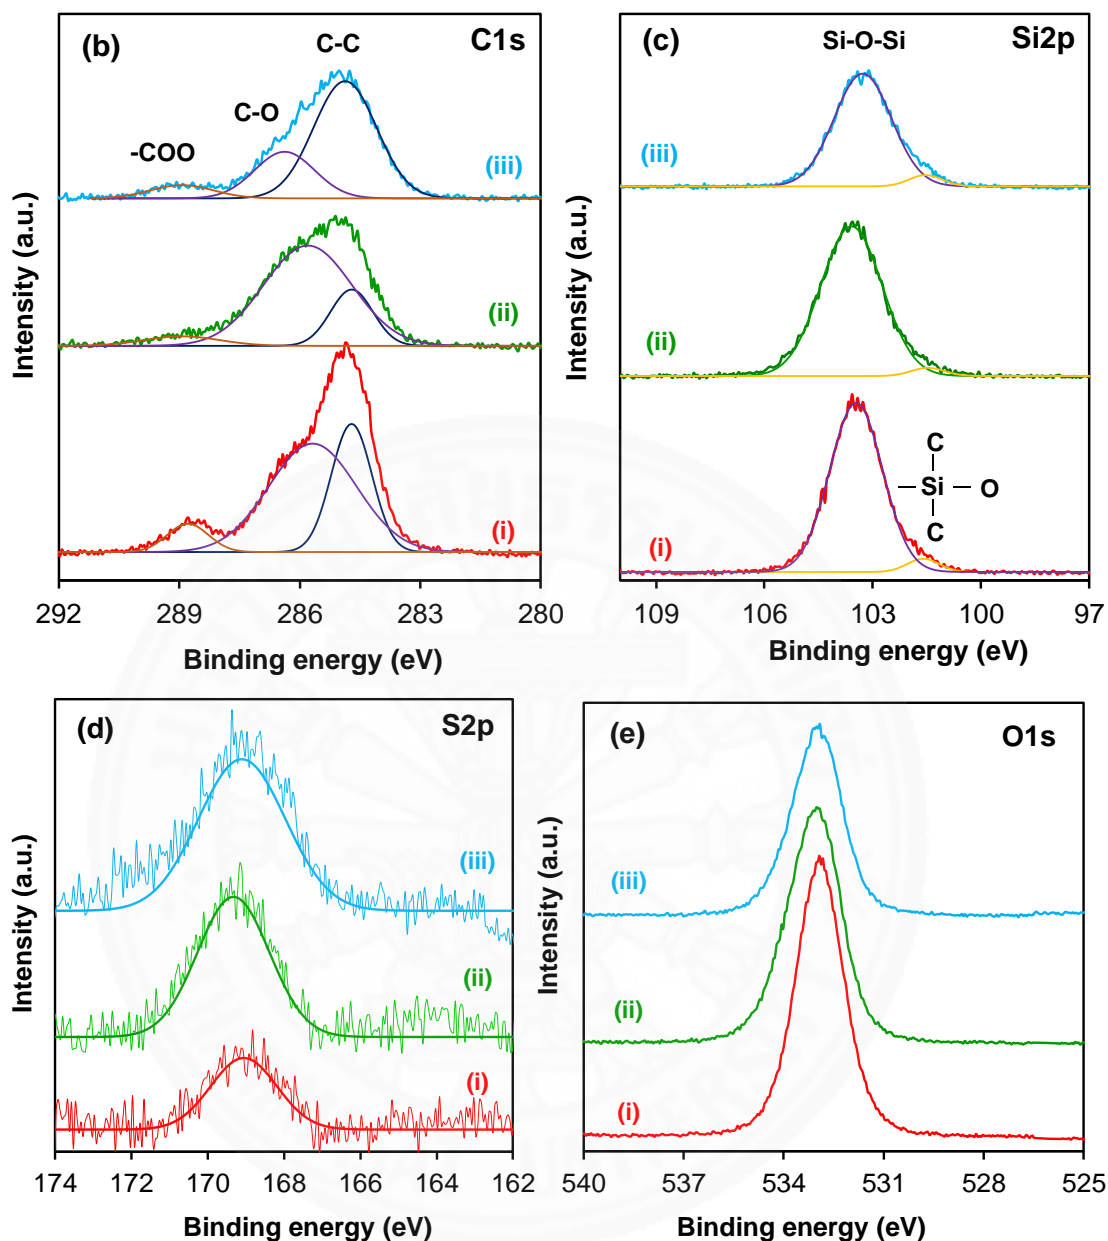 (b)
C1s
C-C
C-O
-COO
(iii)
(ii)
(i)
Intensity (a.u.)
292 289 286 283 280
Binding energy (eV)
(c)
Si2p
Si-O-Si
(iii)
(ii)
(i)
C
Si O
C
Intensity (a.u.)
109 106 103 100 97
Binding energy (eV)
(d)
S2p
(iii)
(ii)
(i)
Intensity (a.u.)
174 172 170 168 166 164 162
Binding energy (eV)
(e)
O1s
(iii)
(ii)
(i)
Intensity (a.u.)
540 537 534 531 528 525
Binding energy (eV)